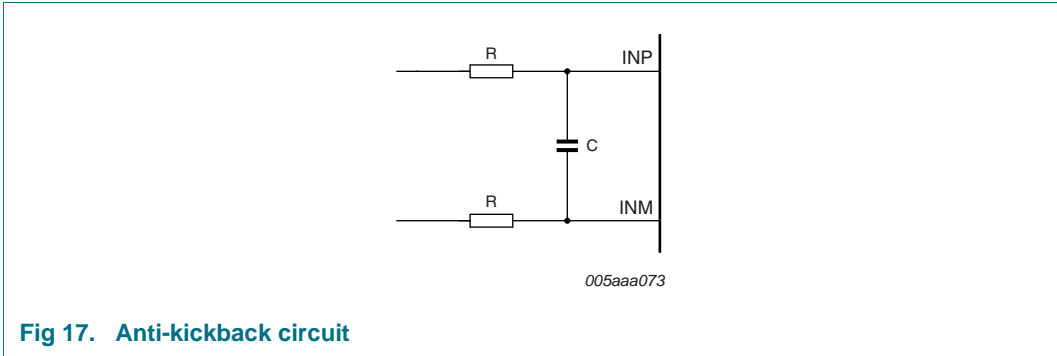 R
INP
C
R
INM
005aaa073
Fig 17. Anti-kickback circuit